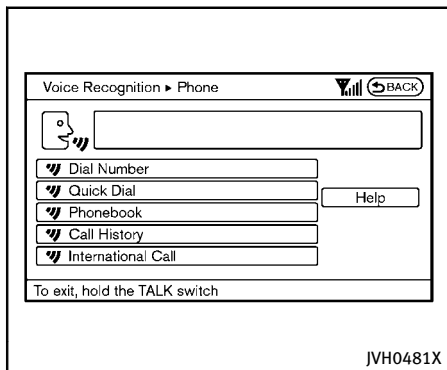 Voice Recognition ▸ Phone
BACK
Dial Number
Quick Dial
Help
Phonebook
Call History
International Call
To exit, hold the TALK switch
JVH0481X